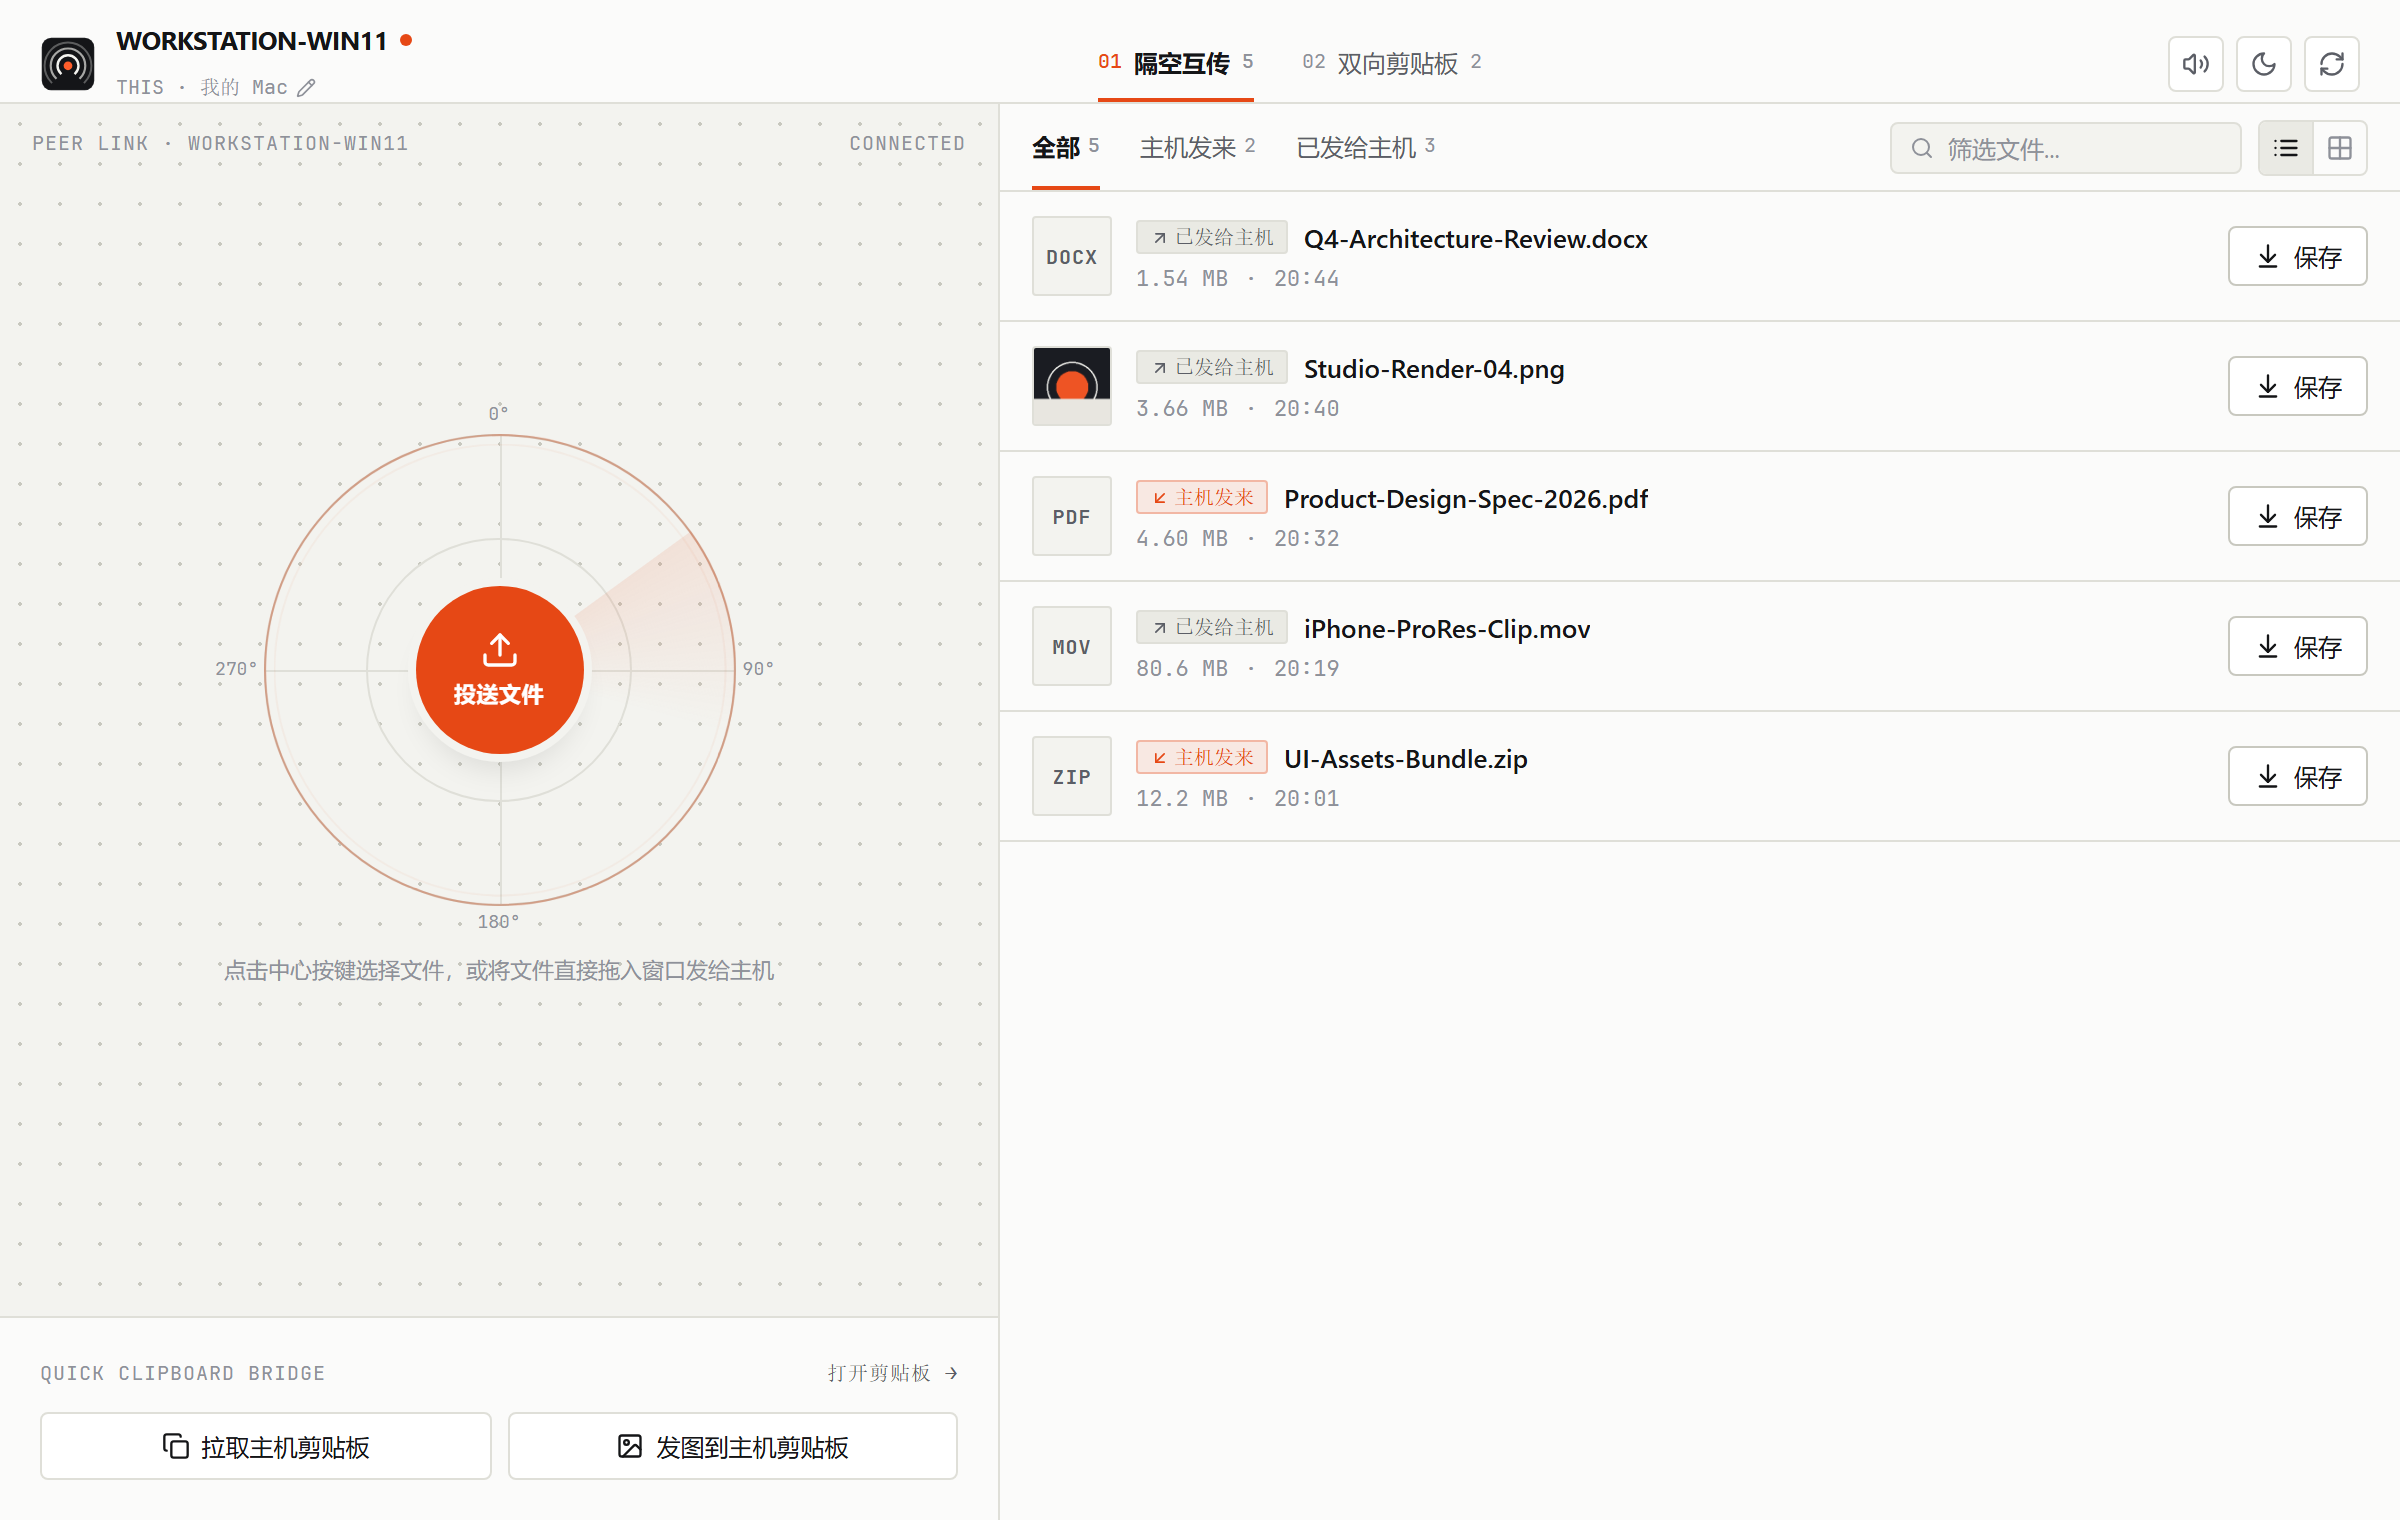 WORKSTATION-WIN11
THIS · 我的 Mac
01 隔空互传 5
02 双向剪贴板 2
PEER LINK · WORKSTATION-WIN11
CONNECTED
0°
90°
180°
270°
投送文件
点击中心按键选择文件，或将文件直接拖入窗口发给主机
QUICK CLIPBOARD BRIDGE
打开剪贴板 →
拉取主机剪贴板
发图到主机剪贴板
全部 5
主机发来 2
已发给主机 3
筛选文件...
DOCX
已发给主机 Q4-Architecture-Review.docx
1.54 MB · 20:44
保存
已发给主机 Studio-Render-04.png
3.66 MB · 20:40
保存
PDF
主机发来 Product-Design-Spec-2026.pdf
4.60 MB · 20:32
保存
MOV
已发给主机 iPhone-ProRes-Clip.mov
80.6 MB · 20:19
保存
ZIP
主机发来 UI-Assets-Bundle.zip
12.2 MB · 20:01
保存